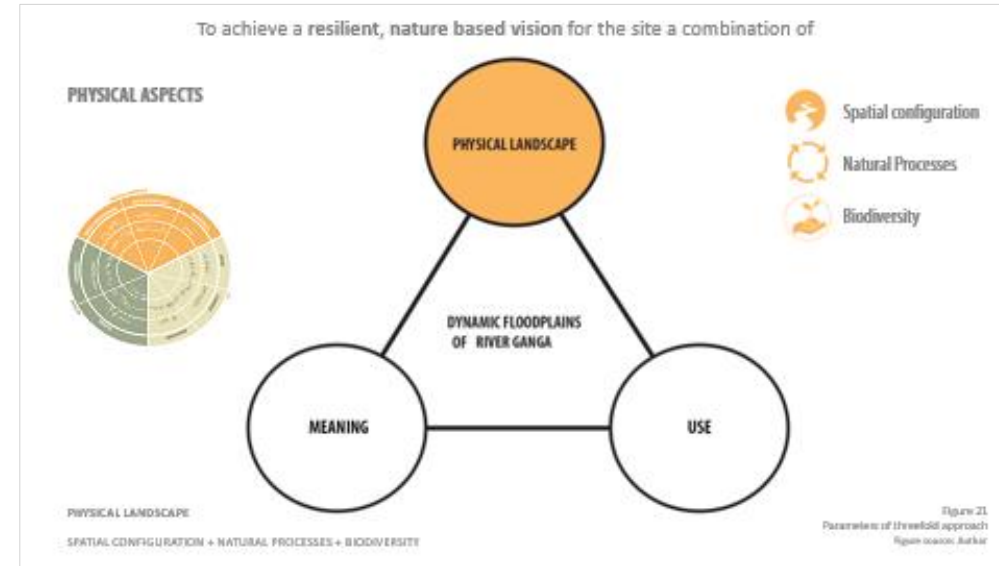 To achieve a resilient, nature based vision for the site a combination of
PHYSICAL ASPECTS
PHYSICAL LANDSCAPE
Spatial configuration
Natural Processes
Biodiversity
DYNAMIC FLOODPLAINS
OF RIVER GANGA
MEANING
USE
PHYSICAL LANDSCAPE
SPATIAL CONFIGURATION + NATURAL PROCESSES + BIODIVERSITY
Figure 21
Parameters of threefold approach
Figure source: Author